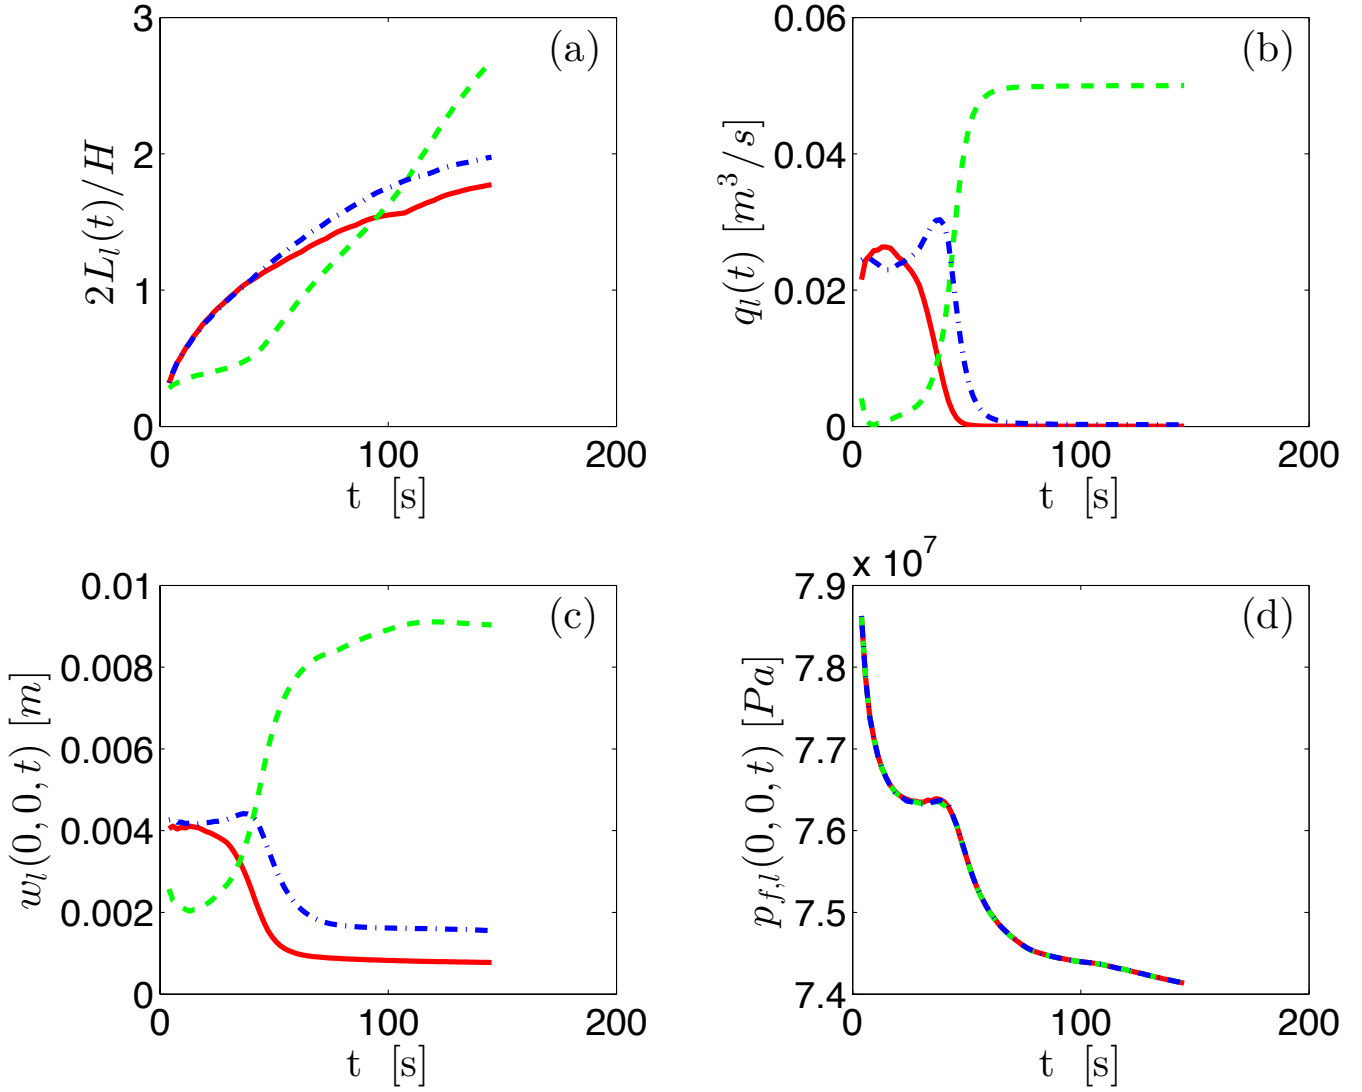 (a)
3
2
1
0
2L_l(t)/H
0 100 200
t [s]
(b)
0.06
0.04
0.02
0
q_l(t) [m^3/s]
0 100 200
t [s]
(c)
0.01
0.008
0.006
0.004
0.002
0
w_l(0, 0, t) [m]
0 100 200
t [s]
(d)
x 10^7
7.9
7.8
7.7
7.6
7.5
7.4
p_{f,l}(0, 0, t) [Pa]
0 100 200
t [s]